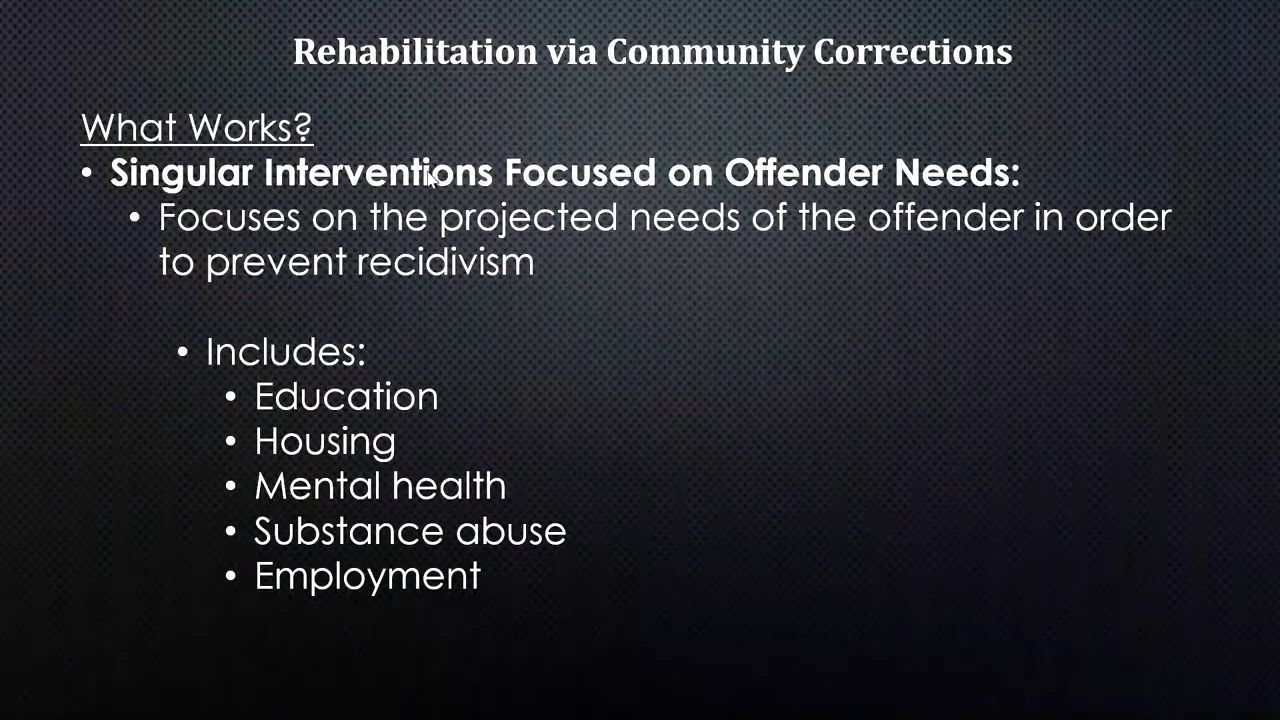 Rehabilitation via Community Corrections
What Works?
• Singular Interventions Focused on Offender Needs:
• Focuses on the projected needs of the offender in order
to prevent recidivism
• Includes:
• Education
• Housing
• Mental health
• Substance abuse
• Employment